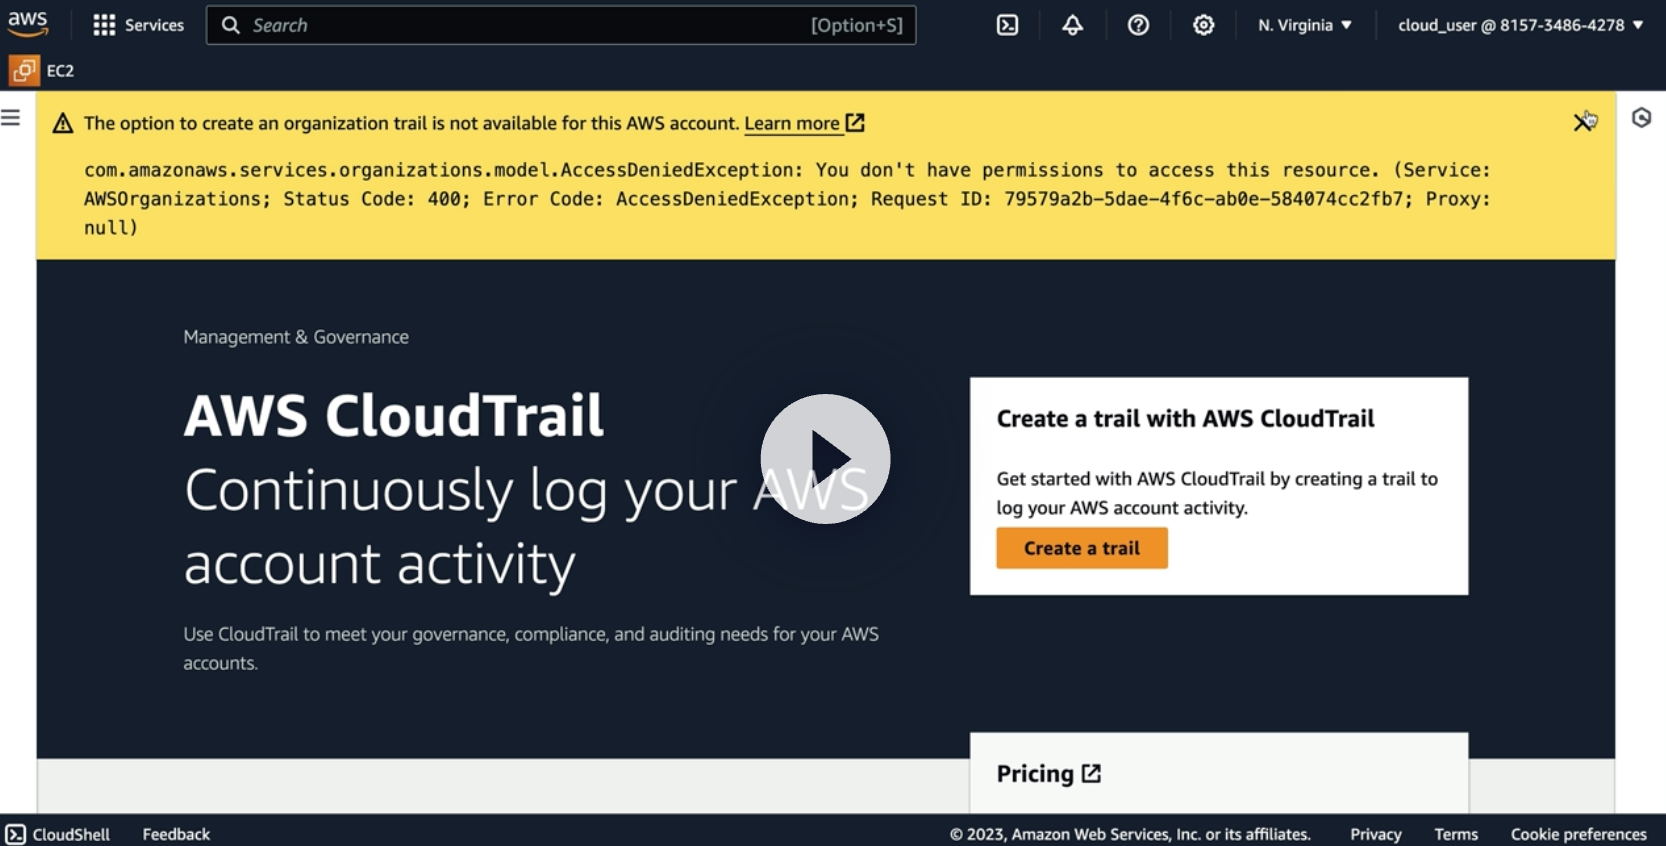 aws
Services
Search
[Option+S]
N. Virginia
cloud_user @ 8157-3486-4278
EC2
The option to create an organization trail is not available for this AWS account. Learn more
com.amazonaws.services.organizations.model.AccessDeniedException: You don't have permissions to access this resource. (Service:
AWSOrganizations; Status Code: 400; Error Code: AccessDeniedException; Request ID: 79579a2b-5dae-4f6c-ab0e-584074cc2fb7; Proxy:
null)
Management & Governance
AWS CloudTrail
Continuously log your AWS
account activity
Use CloudTrail to meet your governance, compliance, and auditing needs for your AWS
accounts.
Create a trail with AWS CloudTrail
Get started with AWS CloudTrail by creating a trail to
log your AWS account activity.
Create a trail
Pricing
CloudShell
Feedback
© 2023, Amazon Web Services, Inc. or its affiliates.
Privacy
Terms
Cookie preferences